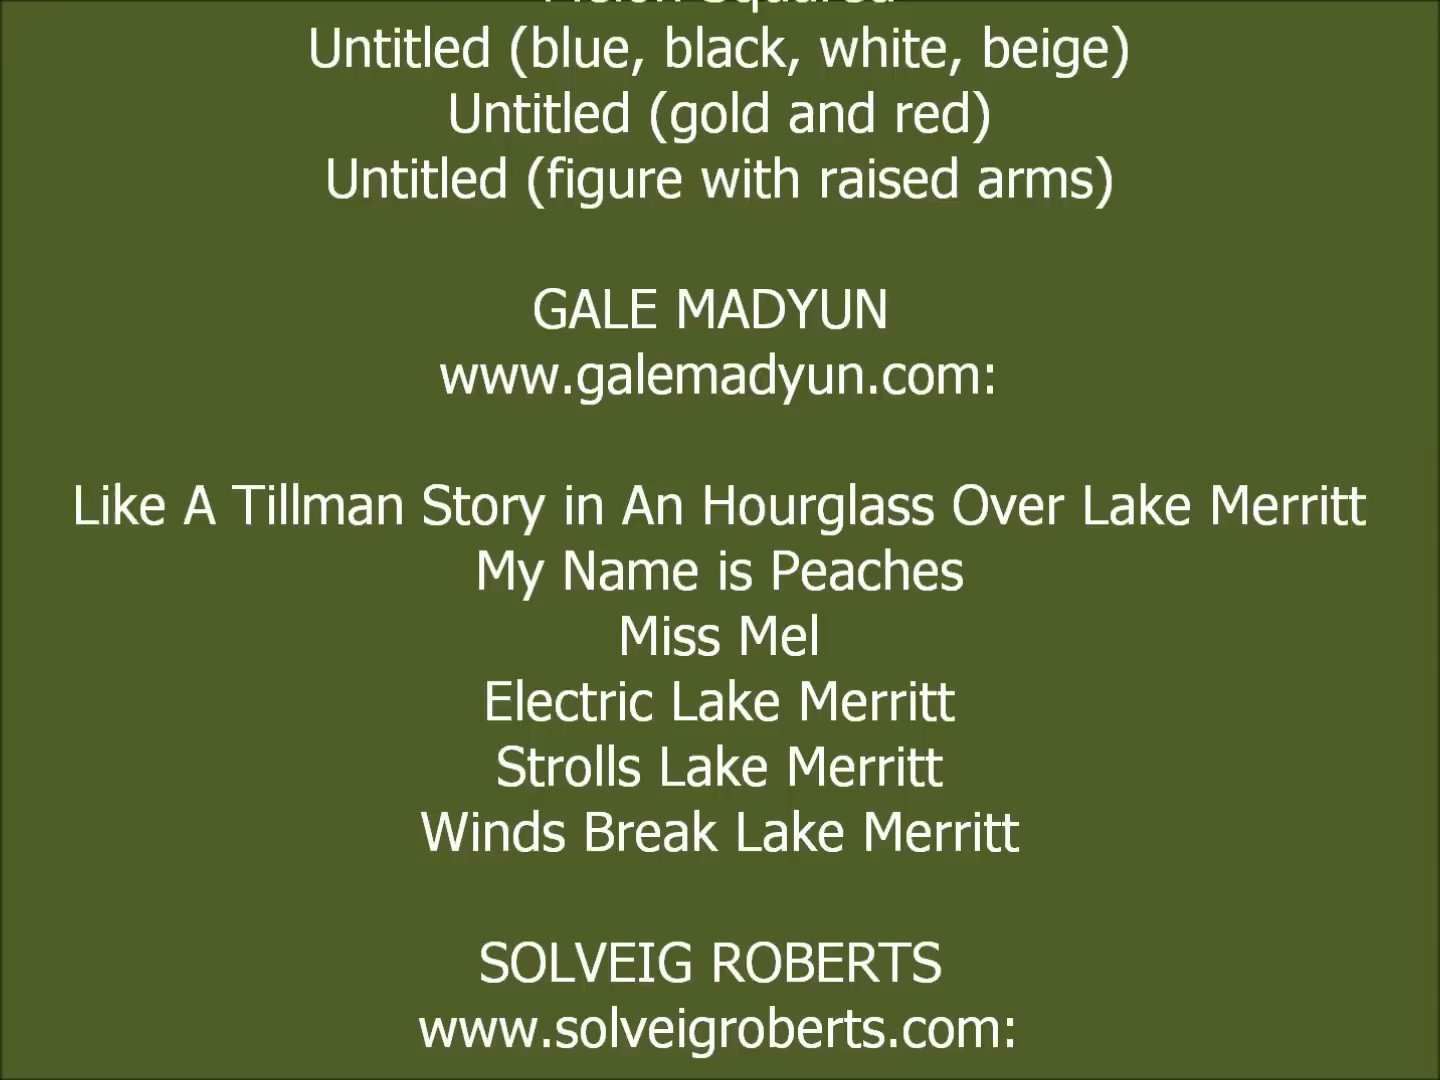 Untitled (blue, black, white, beige)
Untitled (gold and red)
Untitled (figure with raised arms)
GALE MADYUN
www.galemadyun.com:
Like A Tillman Story in An Hourglass Over Lake Merritt
My Name is Peaches
Miss Mel
Electric Lake Merritt
Strolls Lake Merritt
Winds Break Lake Merritt
SOLVEIG ROBERTS
www.solveigroberts.com: